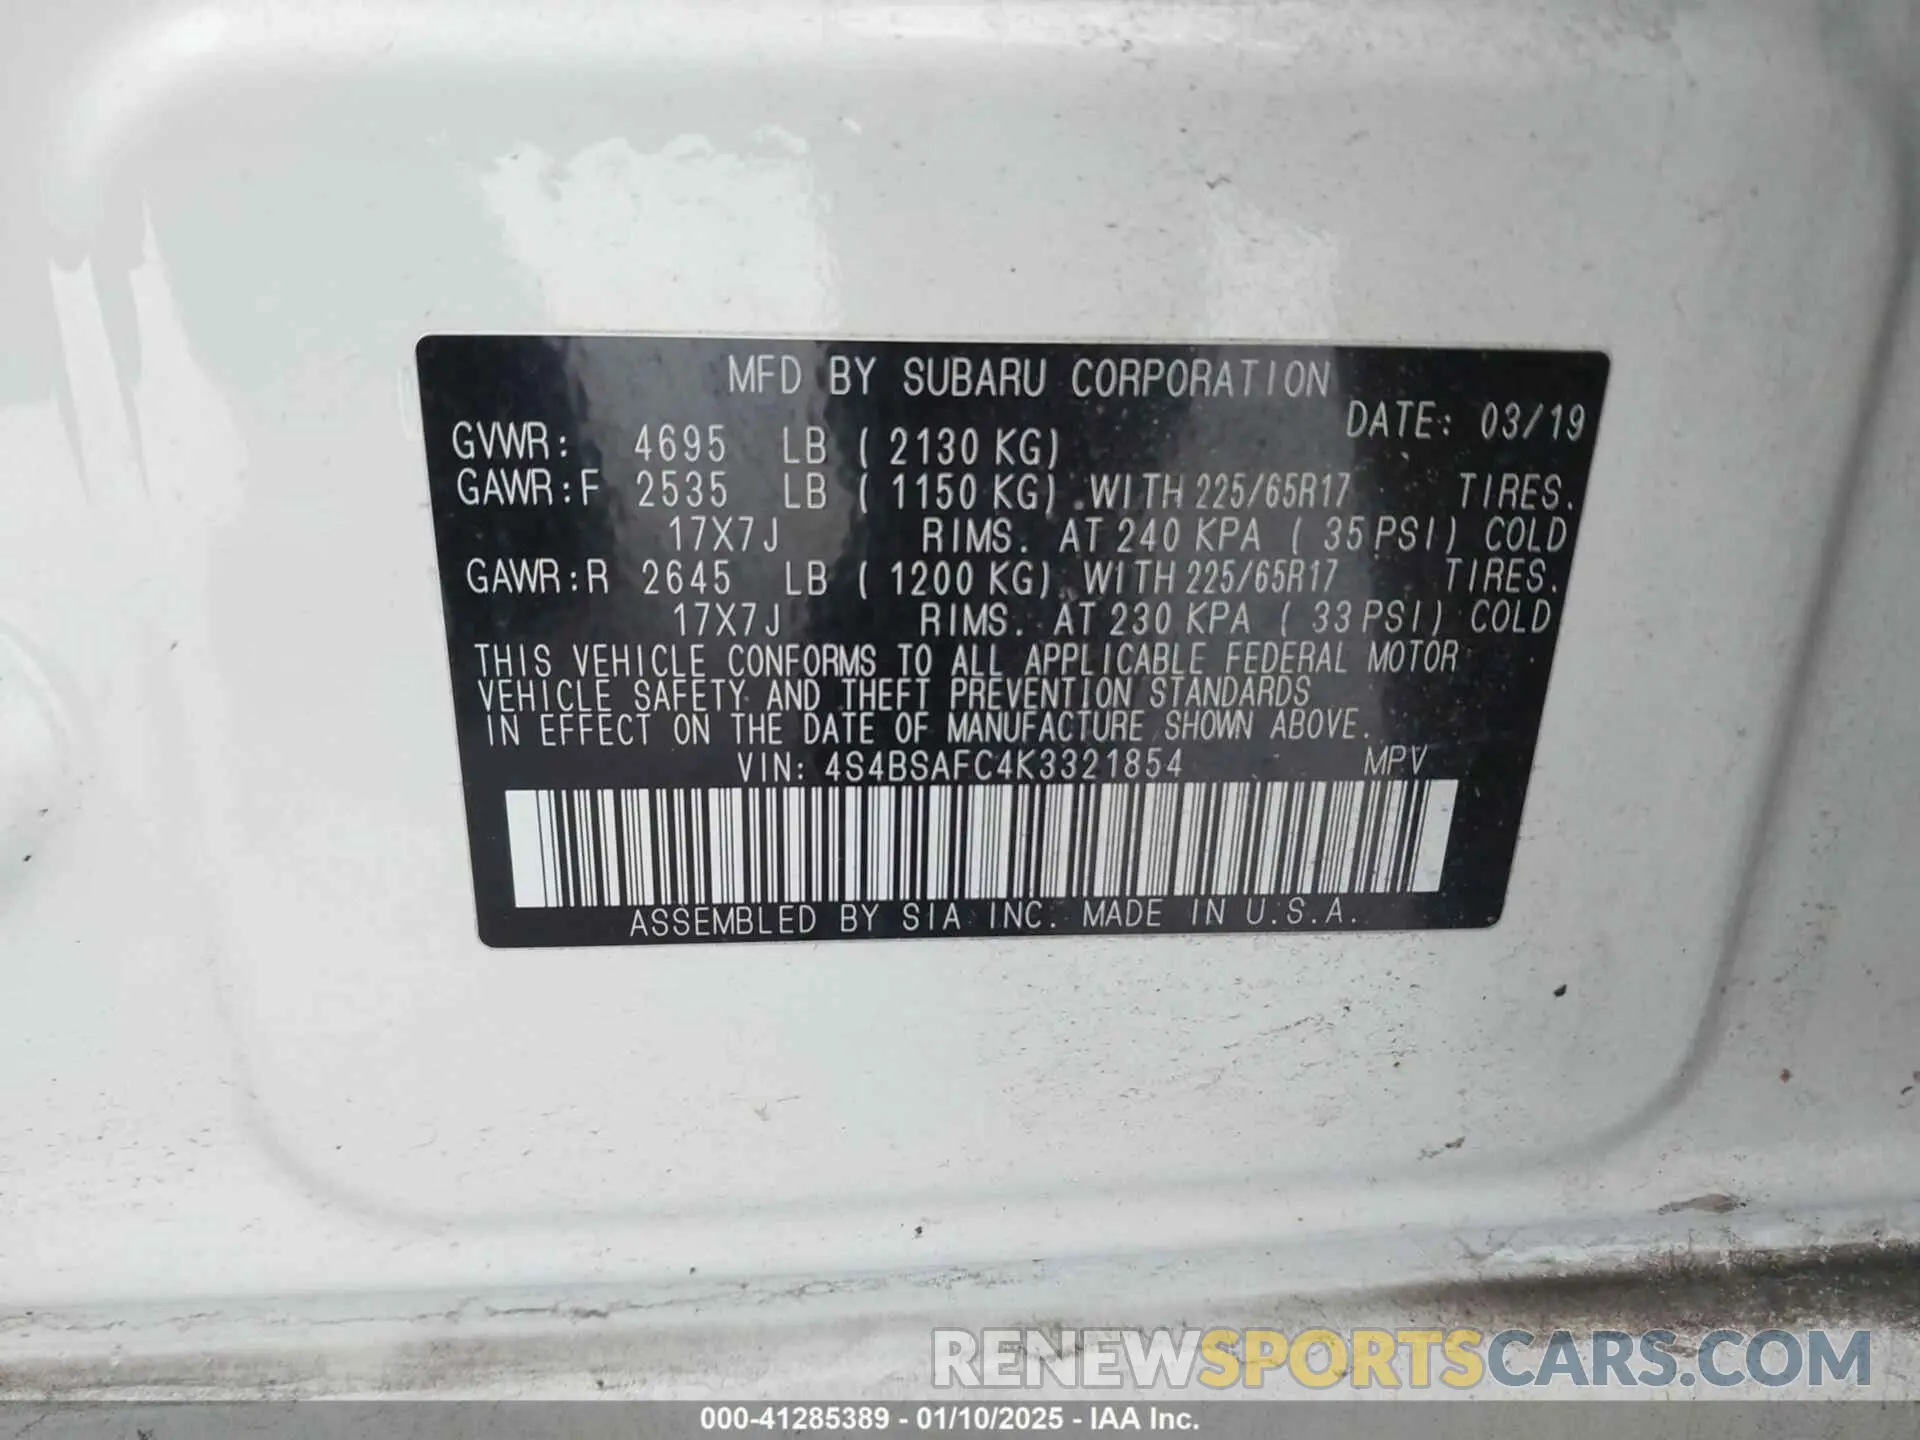 MFD BY SUBARU CORPORATION
DATE: 03/19
GVWR: 4695 LB ( 2130 KG)
GAWR:F 2535 LB ( 1150 KG) WITH 225/65R17 TIRES.
17X7J RIMS. AT 240 KPA ( 35 PSI) COLD
GAWR:R 2645 LB ( 1200 KG) WITH 225/65R17 TIRES.
17X7J RIMS. AT 230 KPA ( 33 PSI) COLD
THIS VEHICLE CONFORMS TO ALL APPLICABLE FEDERAL MOTOR
VEHICLE SAFETY AND THEFT PREVENTION STANDARDS
IN EFFECT ON THE DATE OF MANUFACTURE SHOWN ABOVE.
VIN: 4S4BSAFC4K3321854 MPV
ASSEMBLED BY SIA INC. MADE IN U.S.A.
RENEWSPORTSCARS.COM
000-41285389 - 01/10/2025 - IAA Inc.